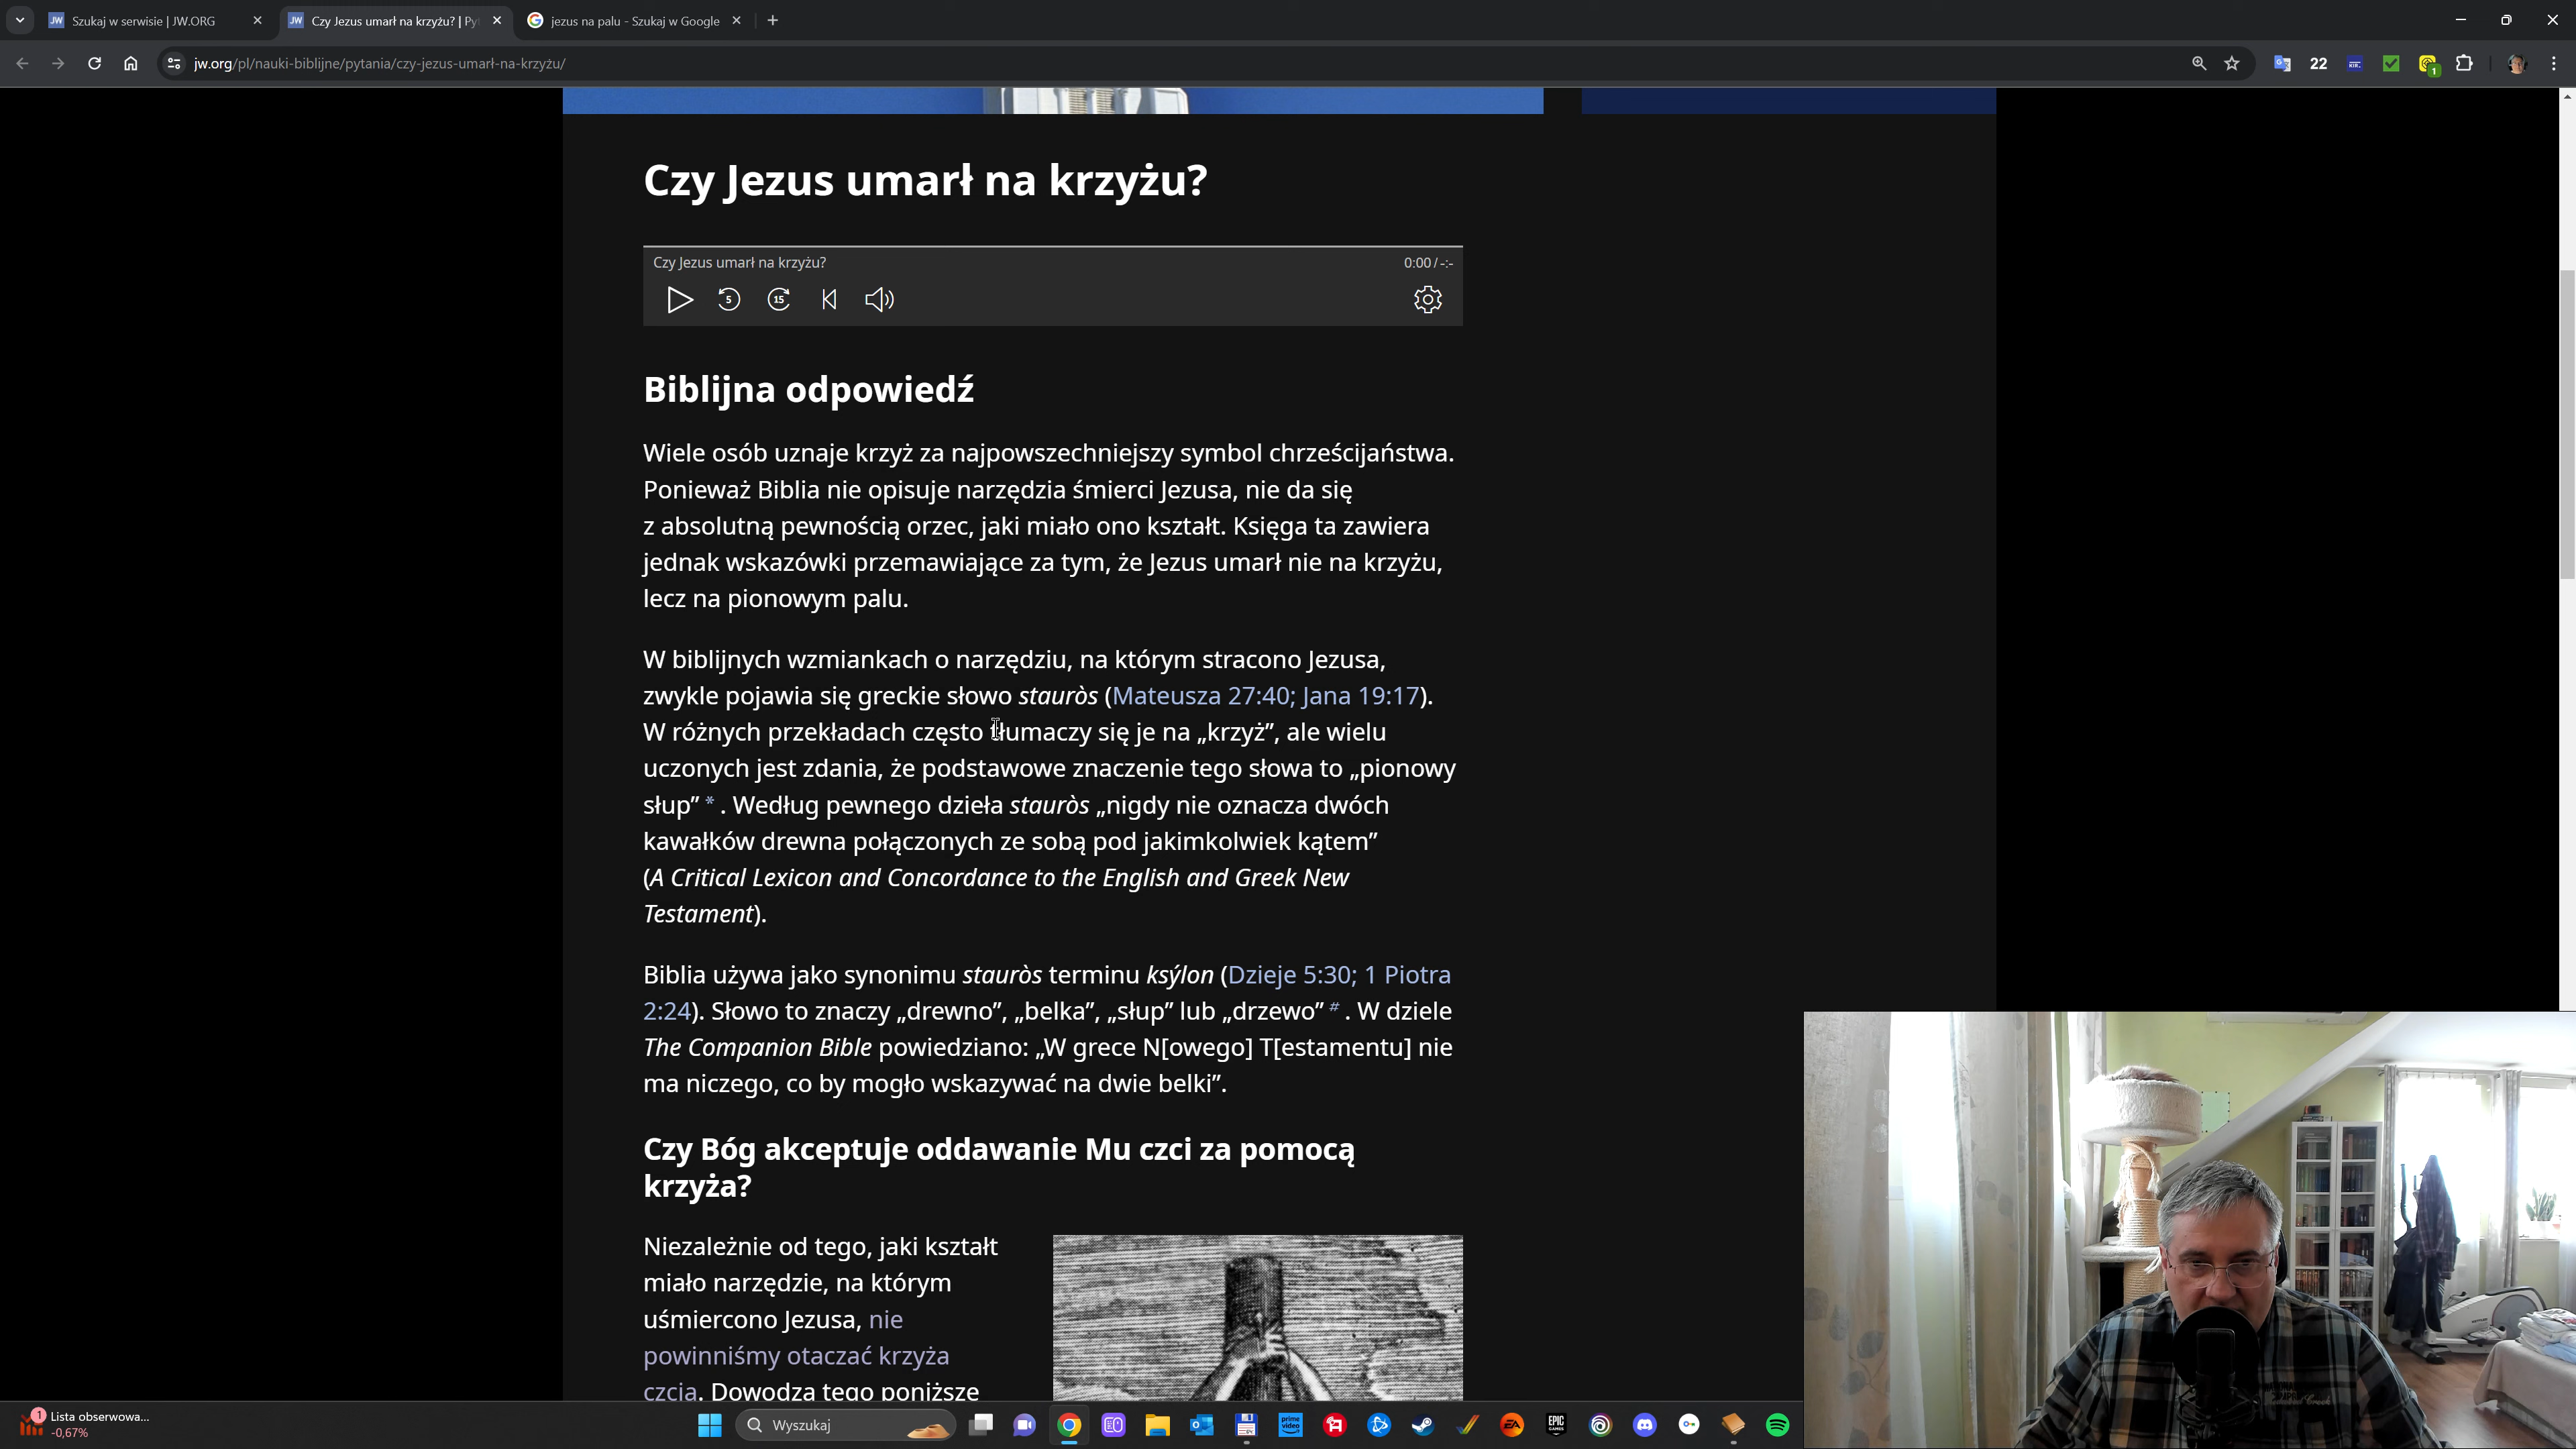 Szukaj w serwisie | JW.ORG
Czy Jezus umarł na krzyżu? | Py
jezus na palu - Szukaj w Google
jw.org/pl/nauki-biblijne/pytania/czy-jezus-umarł-na-krzyżu/
22
1
Czy Jezus umarł na krzyżu?
Czy Jezus umarł na krzyżu?
0:00 / -:-
5
15
Biblijna odpowiedź
Wiele osób uznaje krzyż za najpowszechniejszy symbol chrześcijaństwa.
Ponieważ Biblia nie opisuje narzędzia śmierci Jezusa, nie da się
z absolutną pewnością orzec, jaki miało ono kształt. Księga ta zawiera
jednak wskazówki przemawiające za tym, że Jezus umarł nie na krzyżu,
lecz na pionowym palu.
W biblijnych wzmiankach o narzędziu, na którym stracono Jezusa,
zwykle pojawia się greckie słowo stauròs (Mateusza 27:40; Jana 19:17).
W różnych przekładach często tłumaczy się je na „krzyż”, ale wielu
uczonych jest zdania, że podstawowe znaczenie tego słowa to „pionowy
słup” * . Według pewnego dzieła stauròs „nigdy nie oznacza dwóch
kawałków drewna połączonych ze sobą pod jakimkolwiek kątem”
(A Critical Lexicon and Concordance to the English and Greek New
Testament).
Biblia używa jako synonimu stauròs terminu ksýlon (Dzieje 5:30; 1 Piotra
2:24). Słowo to znaczy „drewno”, „belka”, „słup” lub „drzewo” # . W dziele
The Companion Bible powiedziano: „W grece N[owego] T[estamentu] nie
ma niczego, co by mogło wskazywać na dwie belki”.
Czy Bóg akceptuje oddawanie Mu czci za pomocą
krzyża?
Niezależnie od tego, jaki kształt
miało narzędzie, na którym
uśmiercono Jezusa, nie
powinniśmy otaczać krzyża
czcią. Dowodzą tego poniższe
1
Lista obserwowa...
-0,67%
Wyszukaj
prime video
EA
EPIC GAMES